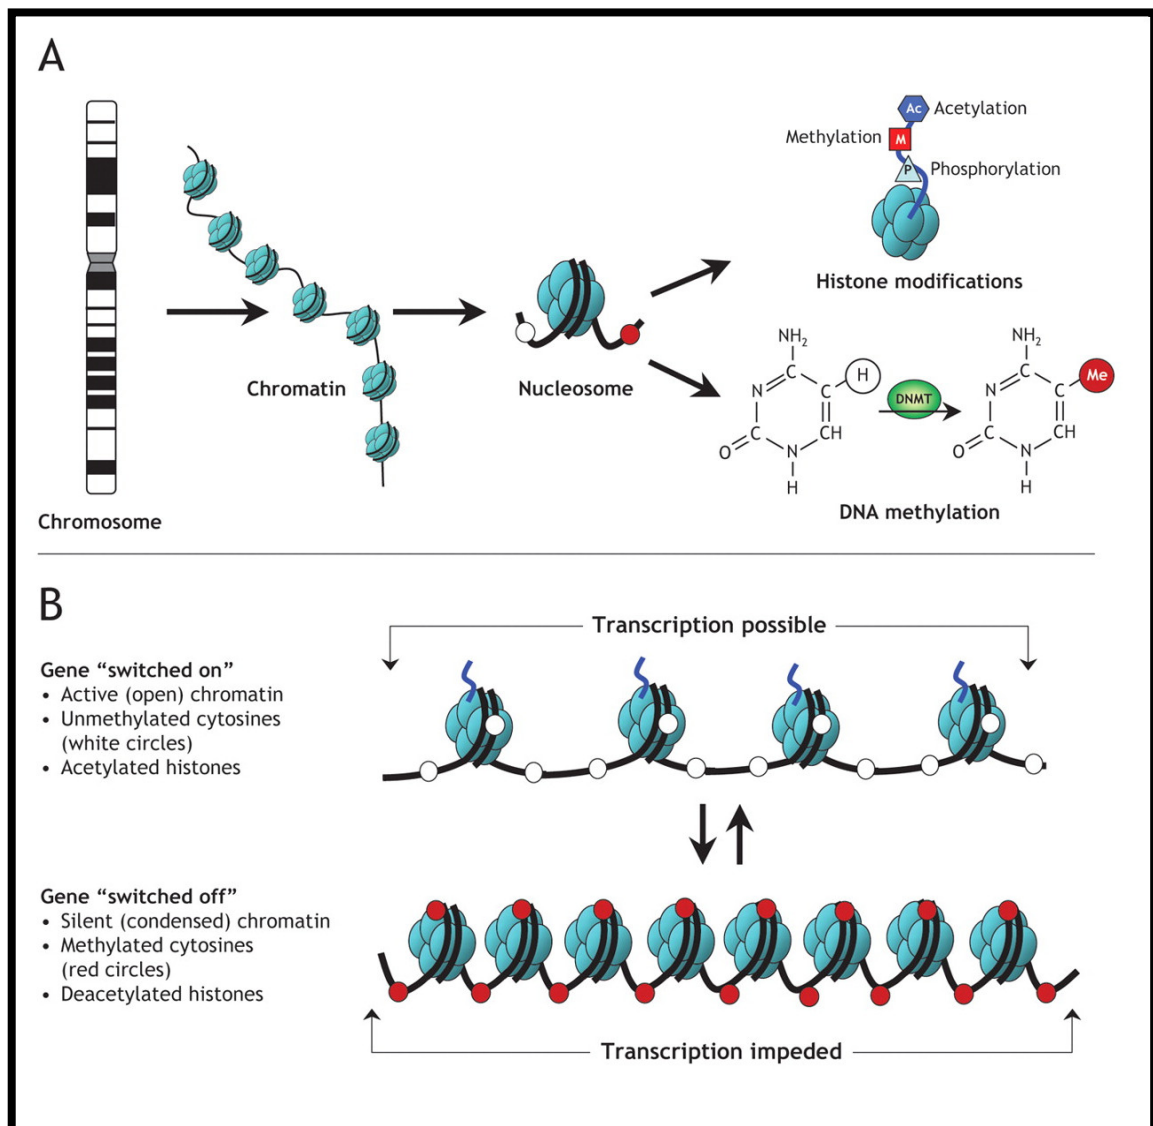 A
Ac Acetylation
Methylation M
P Phosphorylation
Histone modifications
Chromatin
Nucleosome
Chromosome
NH₂
H
N
C
C
C
CH
O
N
H
DNMT
NH₂
Me
N
C
C
C
CH
O
N
H
DNA methylation
B
Transcription possible
Gene “switched on”
• Active (open) chromatin
• Unmethylated cytosines
(white circles)
• Acetylated histones
Gene “switched off”
• Silent (condensed) chromatin
• Methylated cytosines
(red circles)
• Deacetylated histones
Transcription impeded